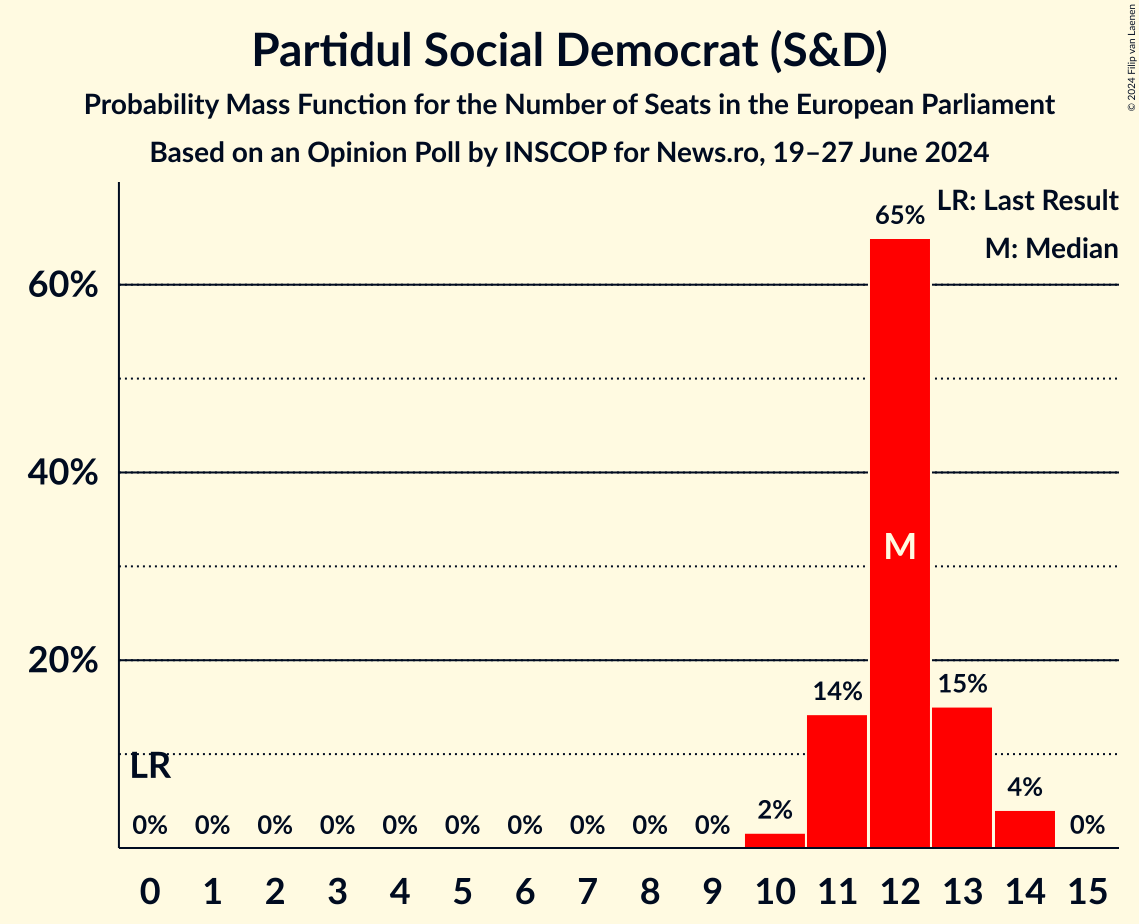 Partidul Social Democrat (S&D)
Probability Mass Function for the Number of Seats in the European Parliament
Based on an Opinion Poll by INSCOP for News.ro, 19–27 June 2024
© 2024 Filip van Laenen
LR: Last Result
M: Median
60%
40%
20%
65%
M
14%
15%
LR
4%
2%
0% 0% 0% 0% 0% 0% 0% 0% 0% 0% 0%
0 1 2 3 4 5 6 7 8 9 10 11 12 13 14 15